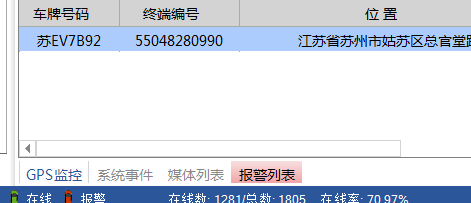 车牌号码 终端编号 位 置
苏EV7B92 55048280990 江苏省苏州市姑苏区总官堂路
GPS监控 系统事件 媒体列表 报警列表
在线 报警 在线数: 1281/总数: 1805 在线率: 70.97%